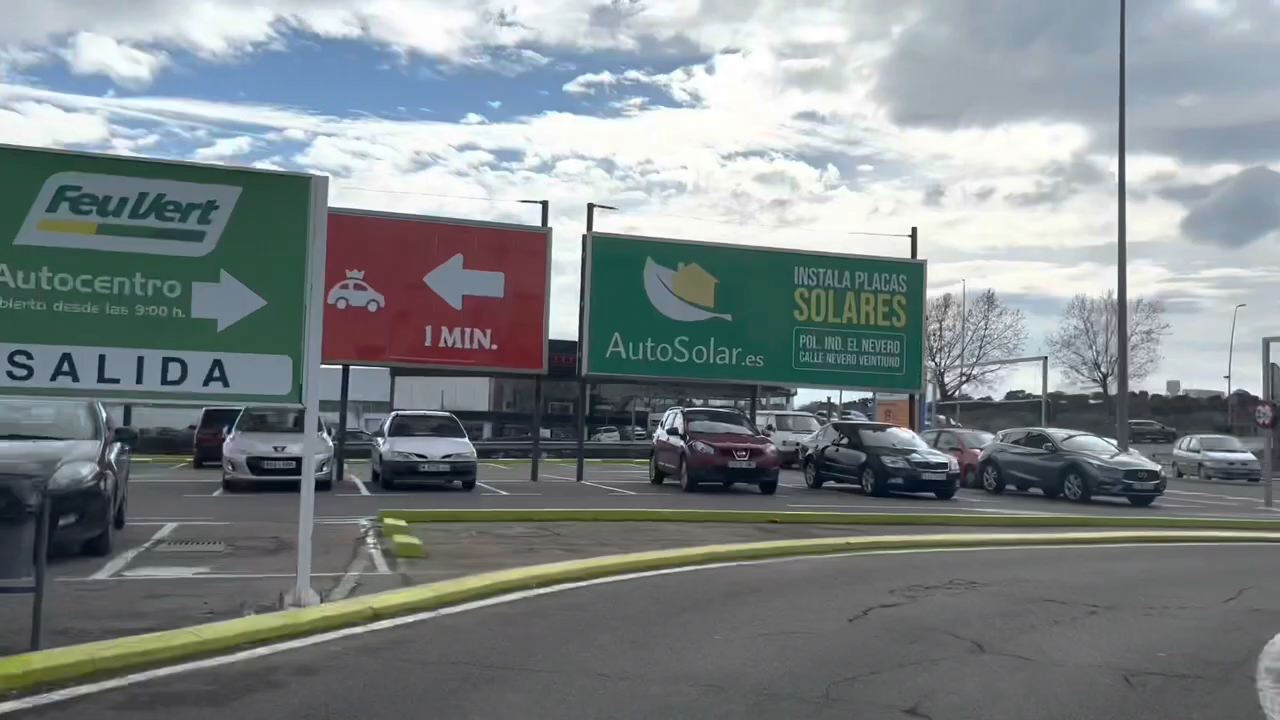 FeuVert
Autocentro
bierto desde las 9:00 h.
SALIDA
1 MIN.
AutoSolar.es
INSTALA PLACAS
SOLARES
POL. IND. EL NEVERO
CALLE NEVERO VEINTIUNO